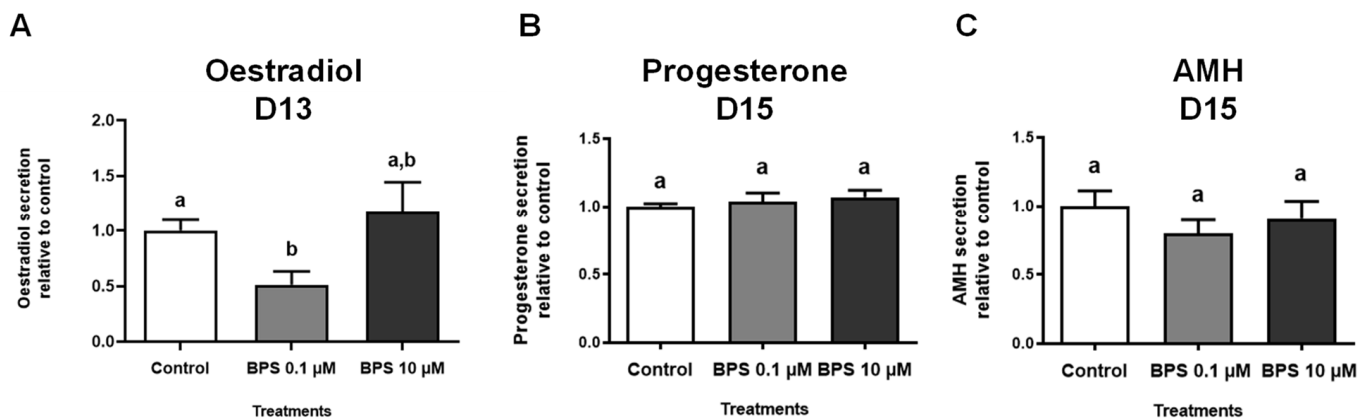 A
Oestradiol
D13
Oestradiol secretion
relative to control
2.0
1.5
1.0
0.5
0.0
a
b
a,b
Control
BPS 0.1 µM
BPS 10 µM
Treatments
B
Progesterone
D15
Progesterone secretion
relative to control
1.5
1.0
0.5
0.0
a
a
a
Control
BPS 0.1 µM
BPS 10 µM
Treatments
C
AMH
D15
AMH secretion
relative to control
1.5
1.0
0.5
0.0
a
a
a
Control
BPS 0.1 µM
BPS 10 µM
Treatments